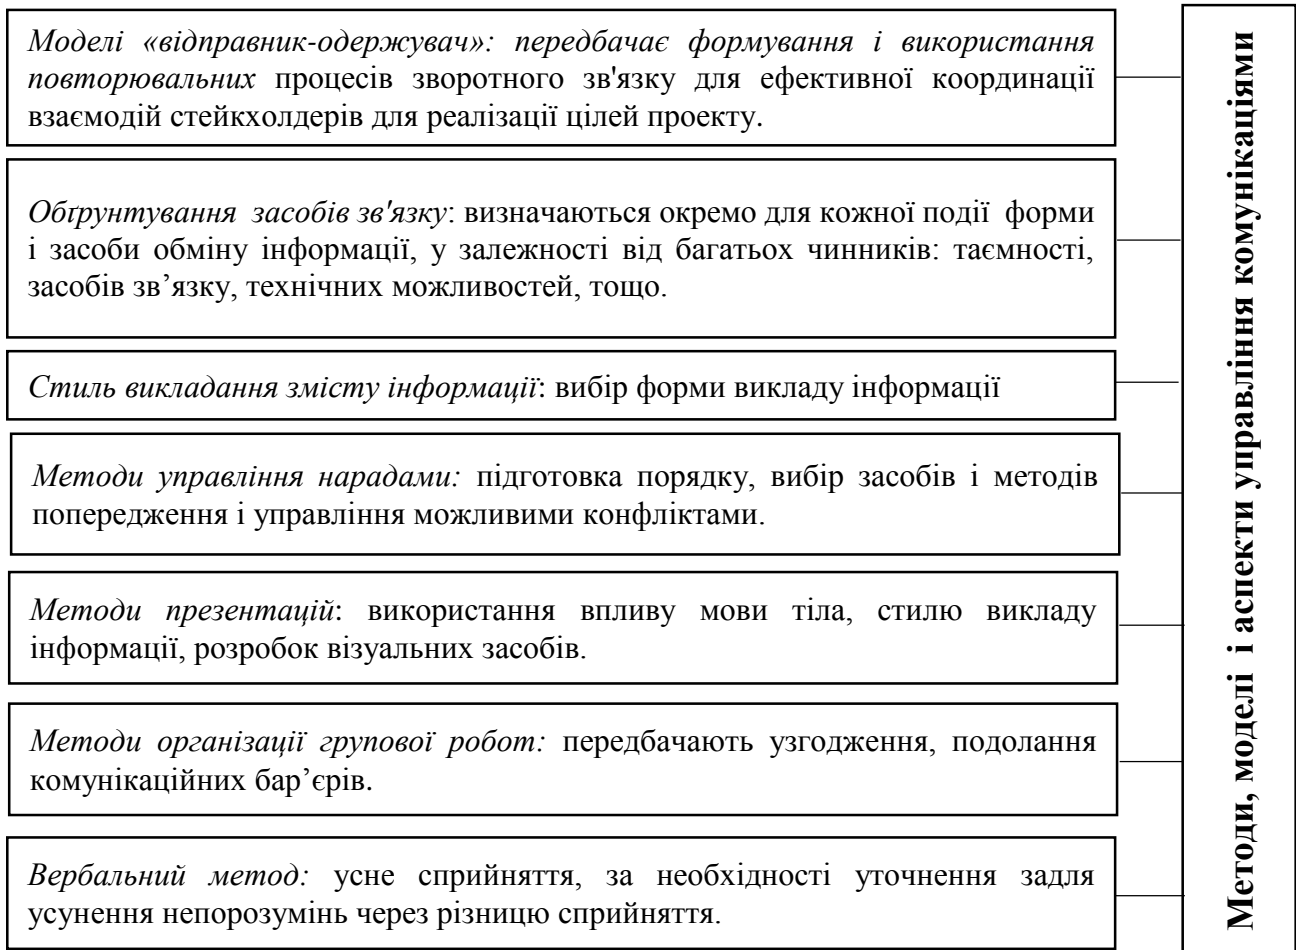 Моделі «відправник-одержувач»: передбачає формування і використання
повторювальних процесів зворотного зв'язку для ефективної координації
взаємодій стейкхолдерів для реалізації цілей проекту.
Обґрунтування засобів зв'язку: визначаються окремо для кожної події форми
і засоби обміну інформації, у залежності від багатьох чинників: таємності,
засобів зв’язку, технічних можливостей, тощо.
Стиль викладання змісту інформації: вибір форми викладу інформації
Методи управління нарадами: підготовка порядку, вибір засобів і методів
попередження і управління можливими конфліктами.
Методи презентацій: використання впливу мови тіла, стилю викладу
інформації, розробок візуальних засобів.
Методи організації групової робот: передбачають узгодження, подолання
комунікаційних бар’єрів.
Вербальний метод: усне сприйняття, за необхідності уточнення задля
усунення непорозумінь через різницю сприйняття.
Методи, моделі і аспекти управління комунікаціями